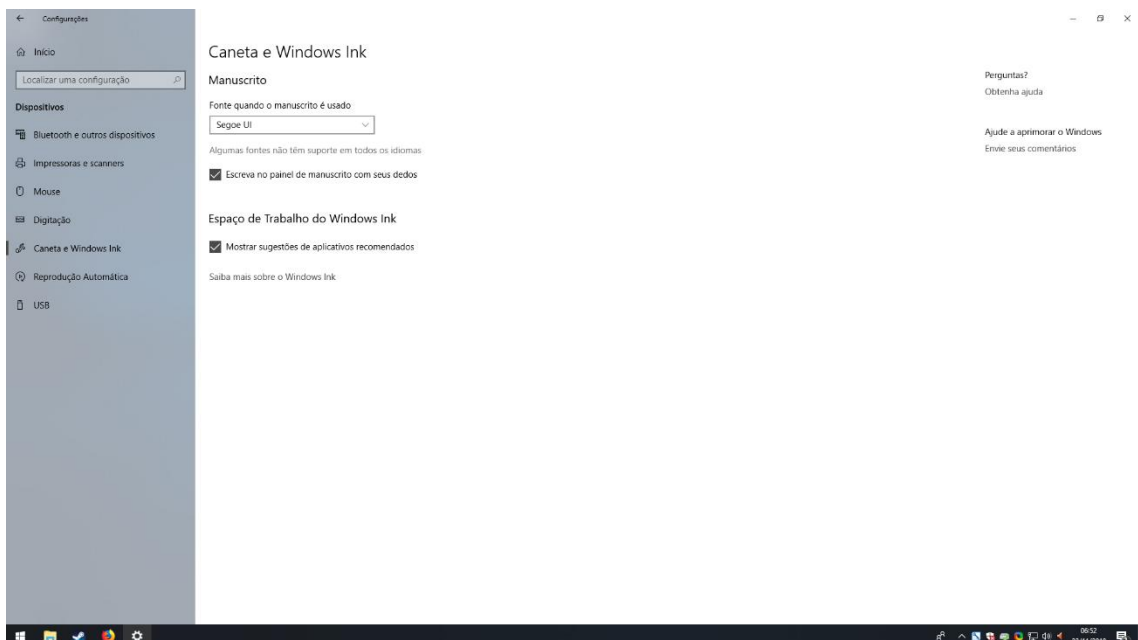 Configurações
Início
Localizar uma configuração
Dispositivos
Bluetooth e outros dispositivos
Impressoras e scanners
Mouse
Digitação
Caneta e Windows Ink
Reprodução Automática
USB
Caneta e Windows Ink
Manuscrito
Fonte quando o manuscrito é usado
Segoe UI
Algumas fontes não têm suporte em todos os idiomas
Escreva no painel de manuscrito com seus dedos
Espaço de Trabalho do Windows Ink
Mostrar sugestões de aplicativos recomendados
Saiba mais sobre o Windows Ink
Perguntas?
Obtenha ajuda
Ajude a aprimorar o Windows
Envie seus comentários
06:52